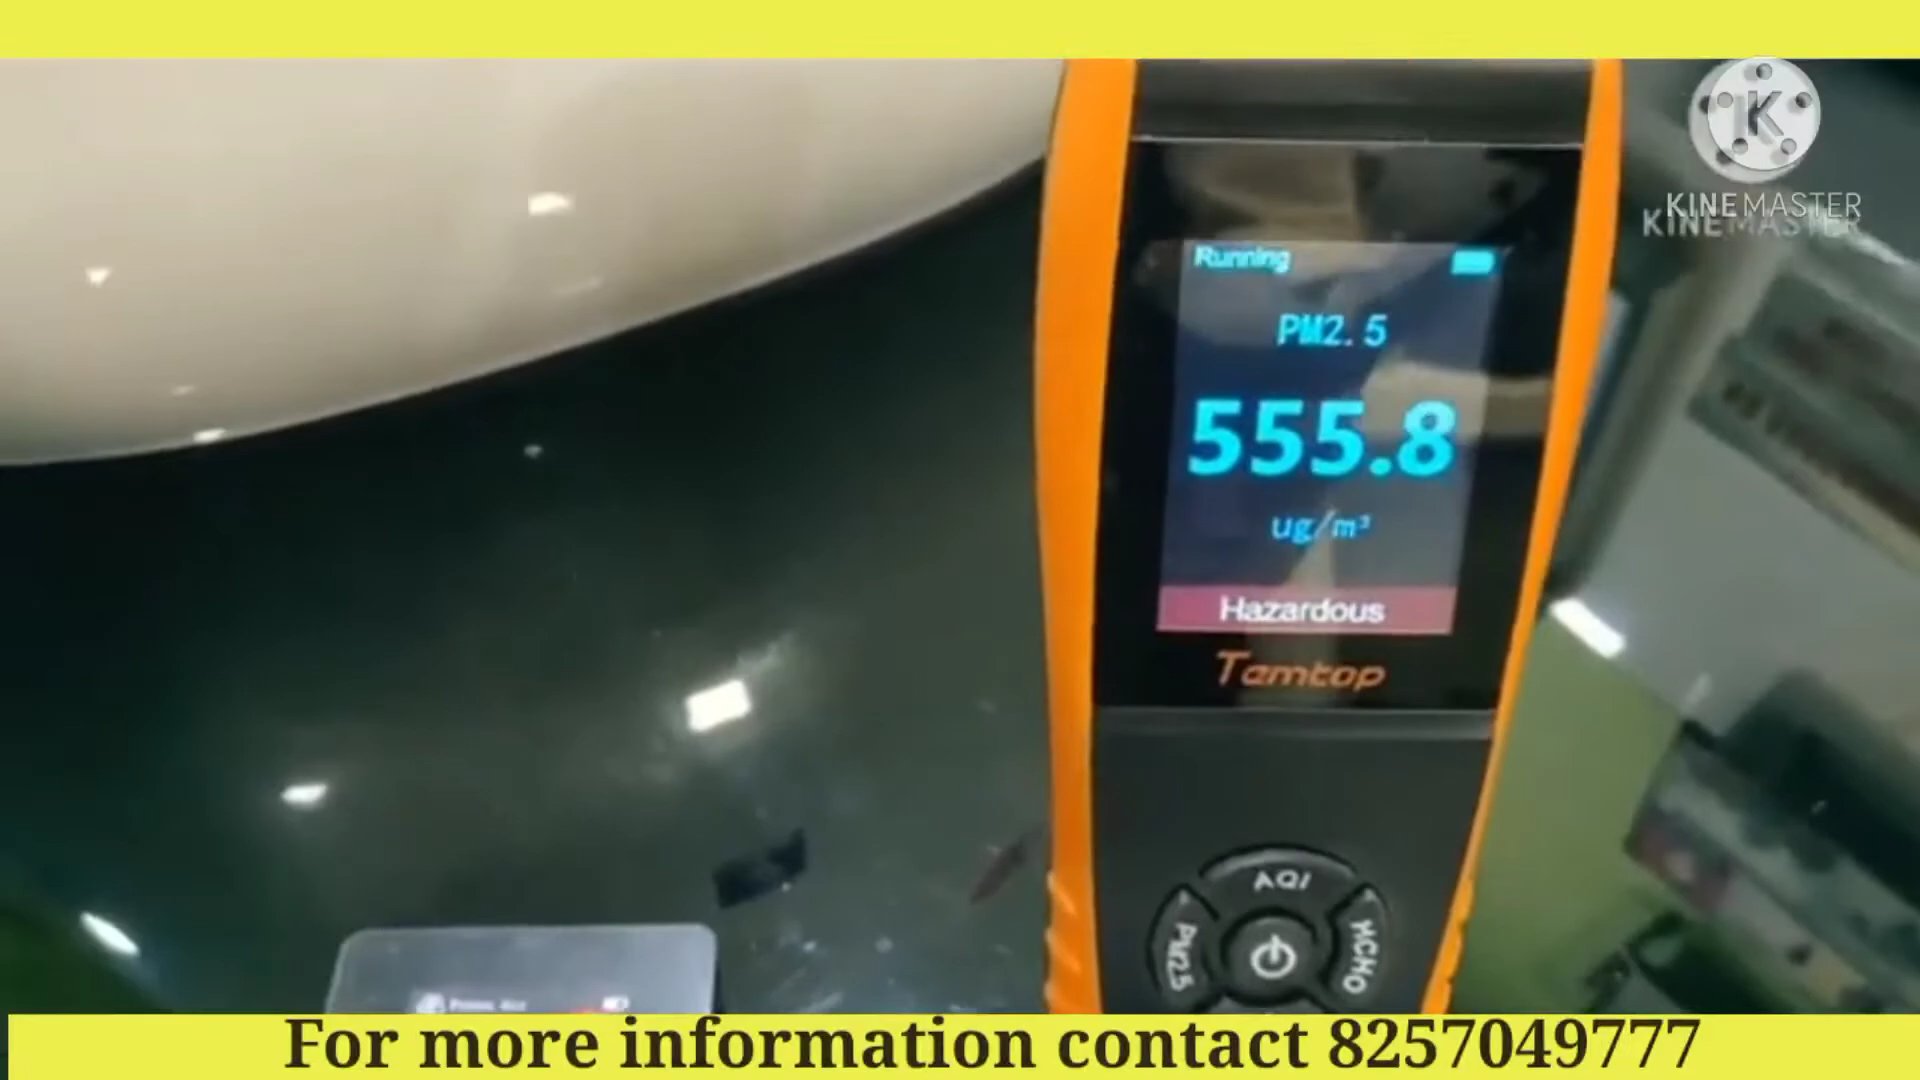 KINEMASTER
KINEMASTER
Running
PM2.5
555.8
ug/m³
Hazardous
Temtop
AQI
PM2.5
HCHO
For more information contact 8257049777